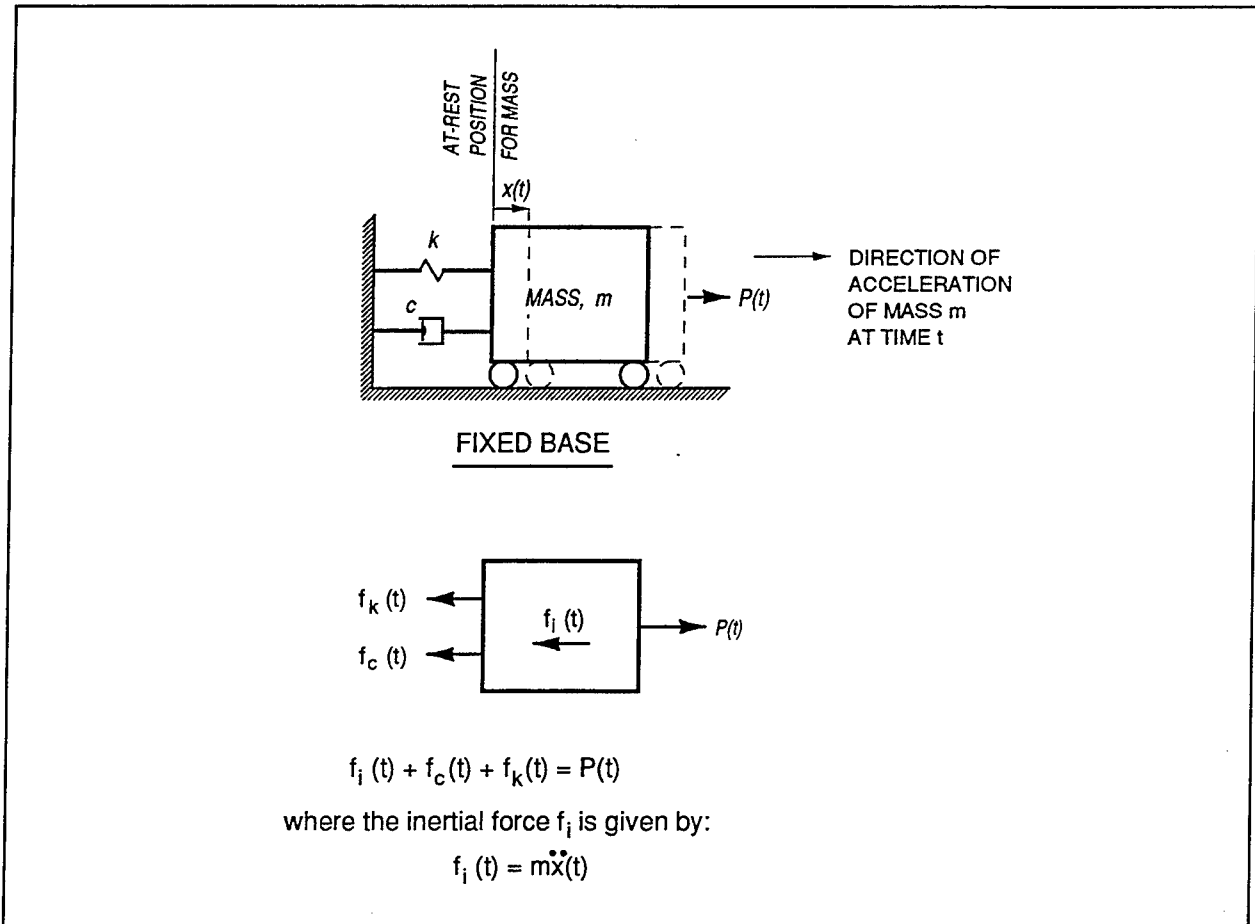 AT-REST
POSITION
FOR MASS
x(t)
k
c
MASS, m
P(t)
DIRECTION OF
ACCELERATION
OF MASS m
AT TIME t
FIXED BASE
f_k (t)
f_c (t)
f_i (t)
P(t)
f_i (t) + f_c(t) + f_k(t) = P(t)
where the inertial force f_i is given by:
f_i (t) = mẍ(t)